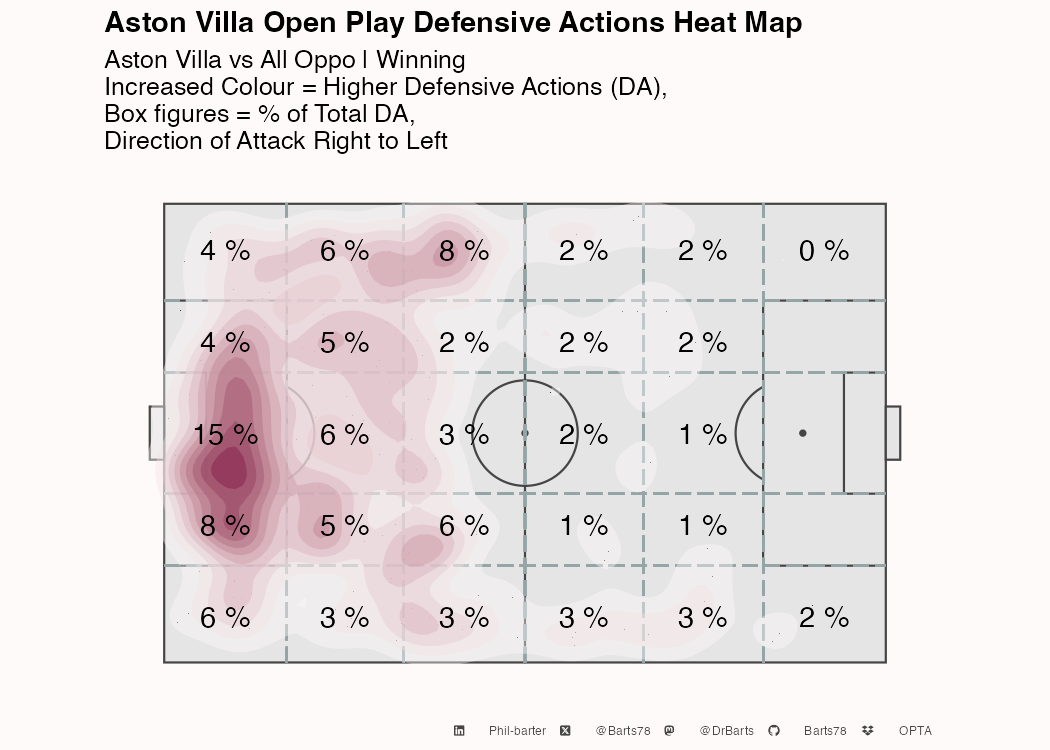 Aston Villa Open Play Defensive Actions Heat Map
Aston Villa vs All Oppo | Winning
Increased Colour = Higher Defensive Actions (DA),
Box figures = % of Total DA,
Direction of Attack Right to Left
4 % 6 % 8 % 2 % 2 % 0 %
4 % 5 % 2 % 2 % 2 %
15 % 6 % 3 % 2 % 1 %
8 % 5 % 6 % 1 % 1 %
6 % 3 % 3 % 3 % 3 % 2 %
Phil-barter @Barts78 @DrBarts Barts78 OPTA